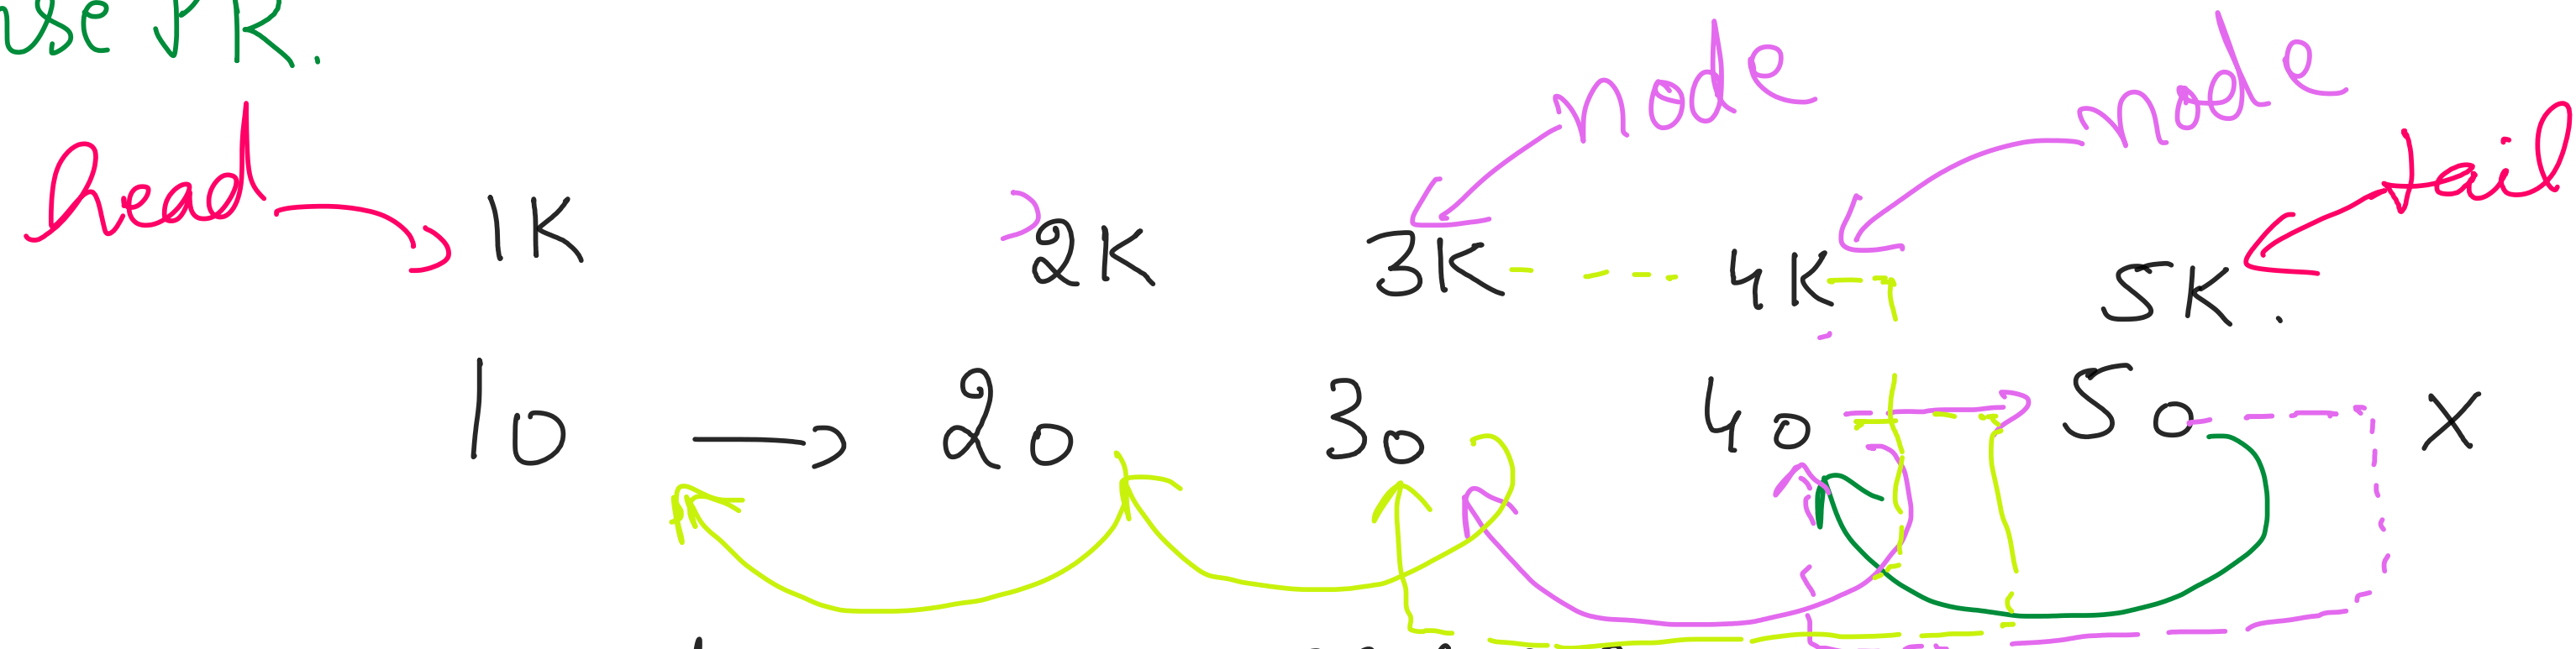 use PR.
node node
head tail
1K 2K 3K 4K 5K.
10 → 20 30 40 50 X